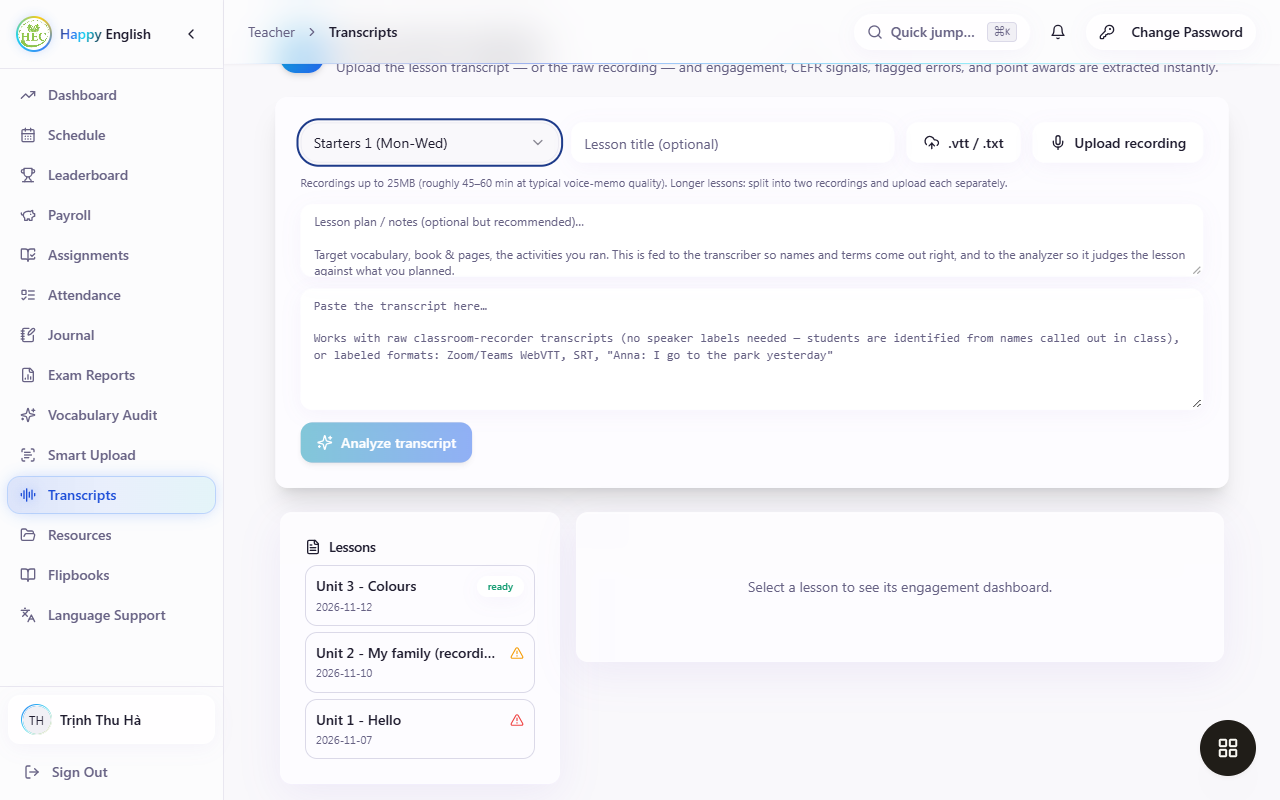 HEC
Happy English
Dashboard
Schedule
Leaderboard
Payroll
Assignments
Attendance
Journal
Exam Reports
Vocabulary Audit
Smart Upload
Transcripts
Resources
Flipbooks
Language Support
TH
Trịnh Thu Hà
Sign Out
Teacher
Transcripts
Quick jump...
⌘K
Change Password
Upload the lesson transcript — or the raw recording — and engagement, CEFR signals, flagged errors, and point awards are extracted instantly.
Starters 1 (Mon-Wed)
Lesson title (optional)
.vtt / .txt
Upload recording
Recordings up to 25MB (roughly 45–60 min at typical voice-memo quality). Longer lessons: split into two recordings and upload each separately.
Lesson plan / notes (optional but recommended)...
Target vocabulary, book & pages, the activities you ran. This is fed to the transcriber so names and terms come out right, and to the analyzer so it judges the lesson
against what you planned.
Paste the transcript here…
Works with raw classroom-recorder transcripts (no speaker labels needed — students are identified from names called out in class),
or labeled formats: Zoom/Teams WebVTT, SRT, "Anna: I go to the park yesterday"
Analyze transcript
Lessons
Unit 3 - Colours
ready
2026-11-12
Unit 2 - My family (recordi...
2026-11-10
Unit 1 - Hello
2026-11-07
Select a lesson to see its engagement dashboard.